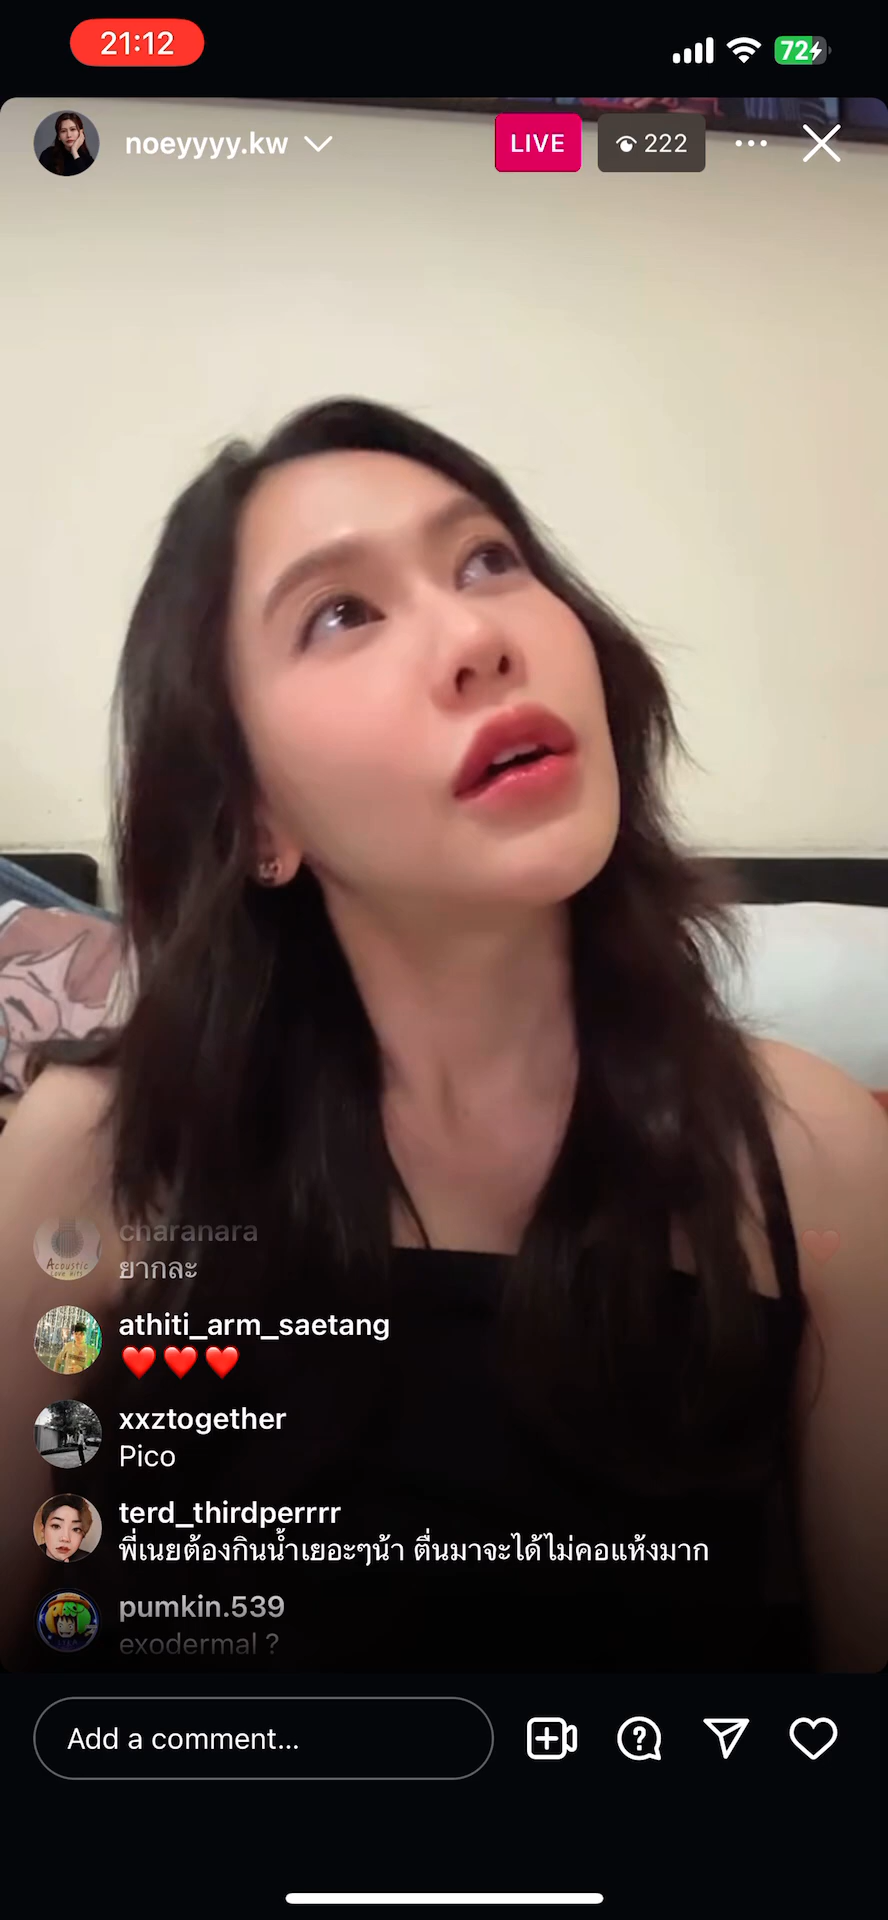 21:12
72
noeyyyy.kw
LIVE
222
charanara
ยากละ
athiti_arm_saetang
❤️❤️❤️
xxztogether
Pico
terd_thirdperrrr
พี่เนยต้องกินน้ำเยอะๆน้า ตื่นมาจะได้ไม่คอแห้งมาก
pumkin.539
exodermal ?
Add a comment...